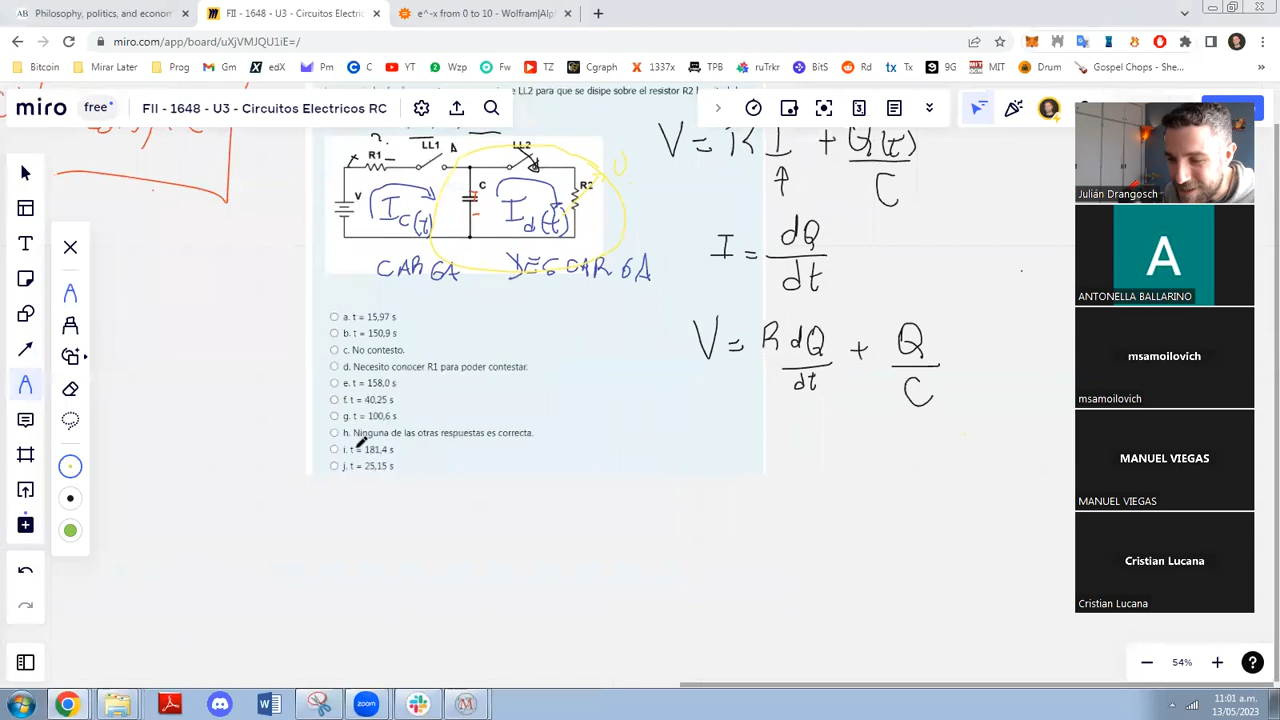 Philosophy, politics, and econom
FII - 1648 - U3 - Circuitos Electric
e^-x from 0 to 10 - Wolfram|Alp
miro.com/app/board/uXjVMJQU1iE=/
Bitcoin
Mirar Later
Prog
Gm
edX
Pm
C
YT
Wzp
Fw
TZ
Cgraph
1337x
TPB
9G
BitS
Rd
ruTrkr
Tx
9GAG
MIT
Drum
Gospel Chops - She...
e LL2 para que se disipe sobre el resistor R2
miro
free
FII - 1648 - U3 - Circuitos Electricos RC
R1
LL1
A
LL2
V
C
R2
U
Ic(t)
Id(t)
CARGA
DESCARGA
V = R I + Q(t)
C
I = dQ
dt
V = R dQ + Q
dt C
a. t = 15,97 s
b. t = 150,9 s
c. No contesto.
d. Necesito conocer R1 para poder contestar.
e. t = 158,0 s
f. t = 40,25 s
g. t = 100,6 s
h. Ninguna de las otras respuestas es correcta.
i. t = 181,4 s
j. t = 25,15 s
Julián Drangosch
A
ANTONELLA BALLARINO
msamoilovich
msamoilovich
MANUEL VIEGAS
MANUEL VIEGAS
Cristian Lucana
Cristian Lucana
54%
zoom
11:01 a.m.
13/05/2023